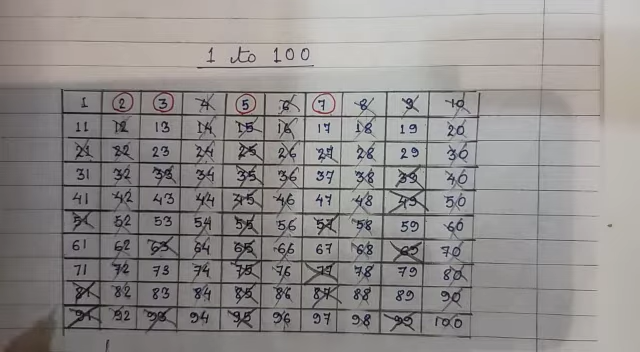 1 to 100
1 2 3 4 5 6 7 8 9 10
11 12 13 14 15 16 17 18 19 20
21 22 23 24 25 26 27 28 29 30
31 32 33 34 35 36 37 38 39 40
41 42 43 44 45 46 47 48 49 50
51 52 53 54 55 56 57 58 59 60
61 62 63 64 65 66 67 68 69 70
71 72 73 74 75 76 77 78 79 80
81 82 83 84 85 86 87 88 89 90
91 92 93 94 95 96 97 98 99 100